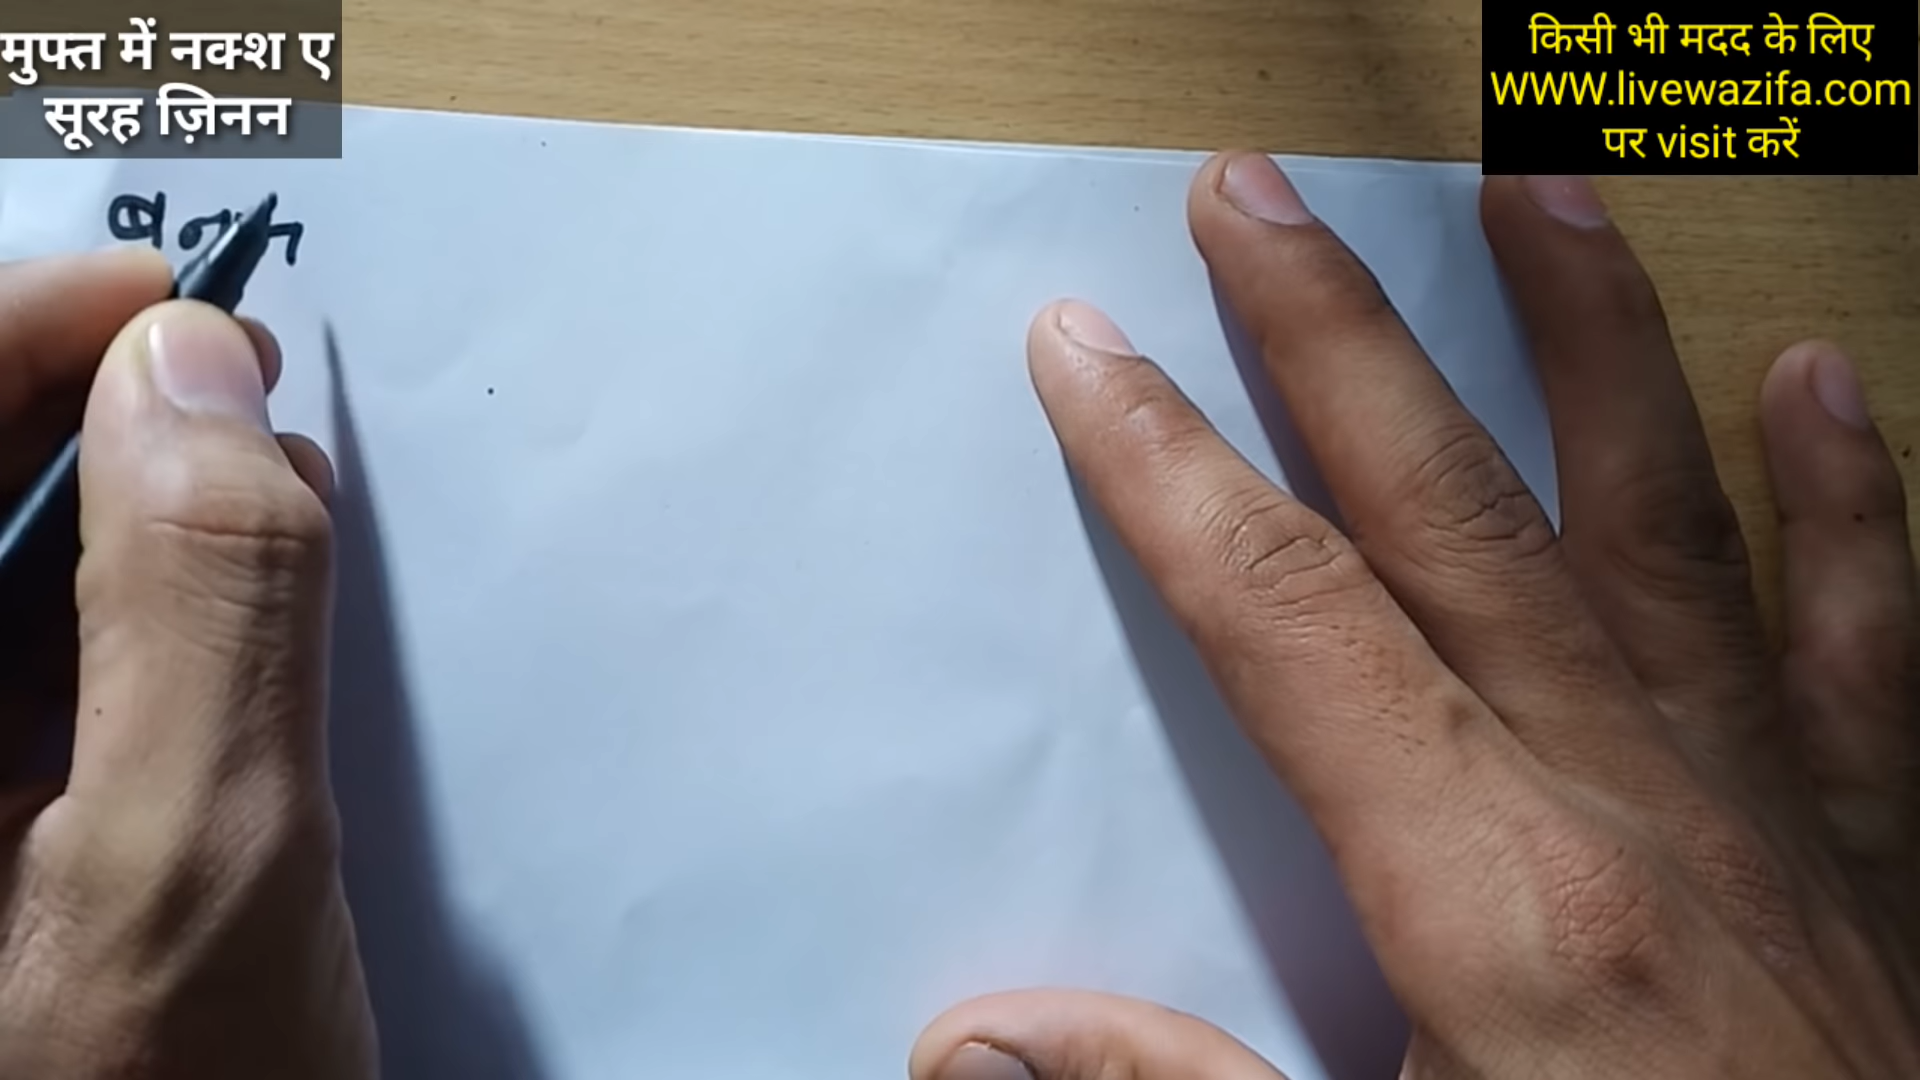 मुफ्त में नक्श ए
सूरह ज़िनन
किसी भी मदद के लिए
WWW.livewazifa.com
पर visit करें